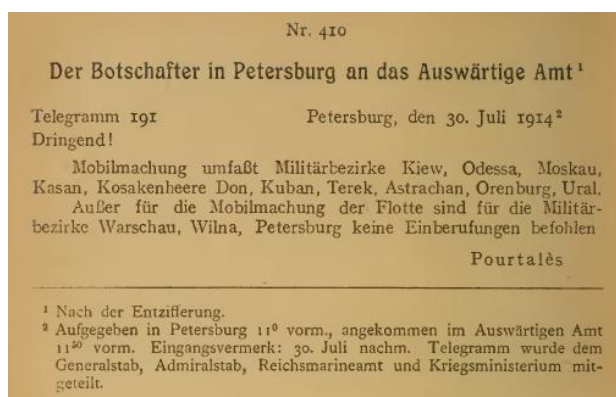 Nr. 410
Der Botschafter in Petersburg an das Auswärtige Amt¹
Telegramm 191 Petersburg, den 30. Juli 1914²
Dringend!
Mobilmachung umfaßt Militärbezirke Kiew, Odessa, Moskau,
Kasan, Kosakenheere Don, Kuban, Terek, Astrachan, Orenburg, Ural.
Außer für die Mobilmachung der Flotte sind für die Militär-
bezirke Warschau, Wilna, Petersburg keine Einberufungen befohlen
Pourtalès
¹ Nach der Entzifferung.
² Aufgegeben in Petersburg 11⁰ vorm., angekommen im Auswärtigen Amt
11⁵⁰ vorm. Eingangsvermerk: 30. Juli nachm. Telegramm wurde dem
Generalstab, Admiralstab, Reichsmarineamt und Kriegsministerium mit-
geteilt.